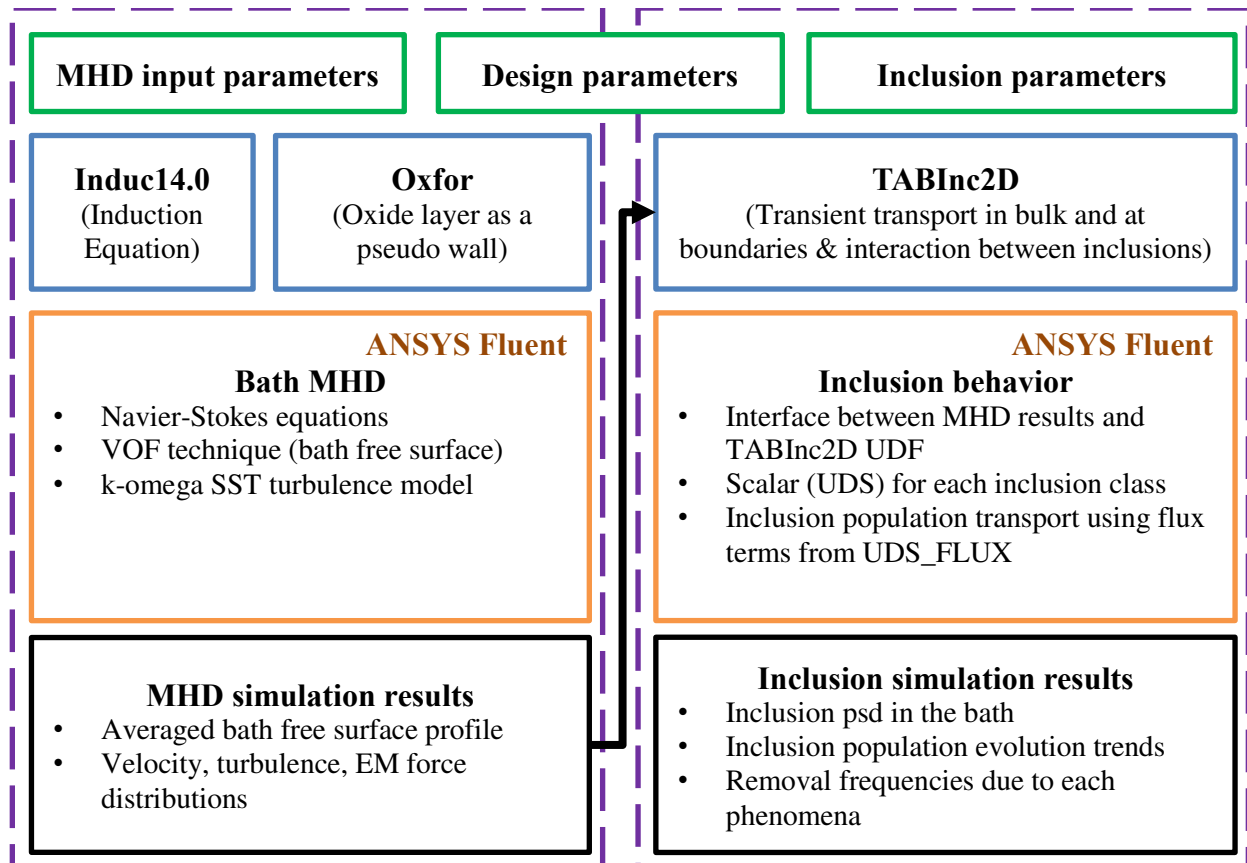 MHD input parameters
Design parameters
Inclusion parameters
Induc14.0
(Induction
Equation)
Oxfor
(Oxide layer as a
pseudo wall)
TABInc2D
(Transient transport in bulk and at
boundaries & interaction between inclusions)
ANSYS Fluent
Bath MHD
• Navier-Stokes equations
• VOF technique (bath free surface)
• k-omega SST turbulence model
ANSYS Fluent
Inclusion behavior
• Interface between MHD results and
TABInc2D UDF
• Scalar (UDS) for each inclusion class
• Inclusion population transport using flux
terms from UDS_FLUX
MHD simulation results
• Averaged bath free surface profile
• Velocity, turbulence, EM force
distributions
Inclusion simulation results
• Inclusion psd in the bath
• Inclusion population evolution trends
• Removal frequencies due to each
phenomena